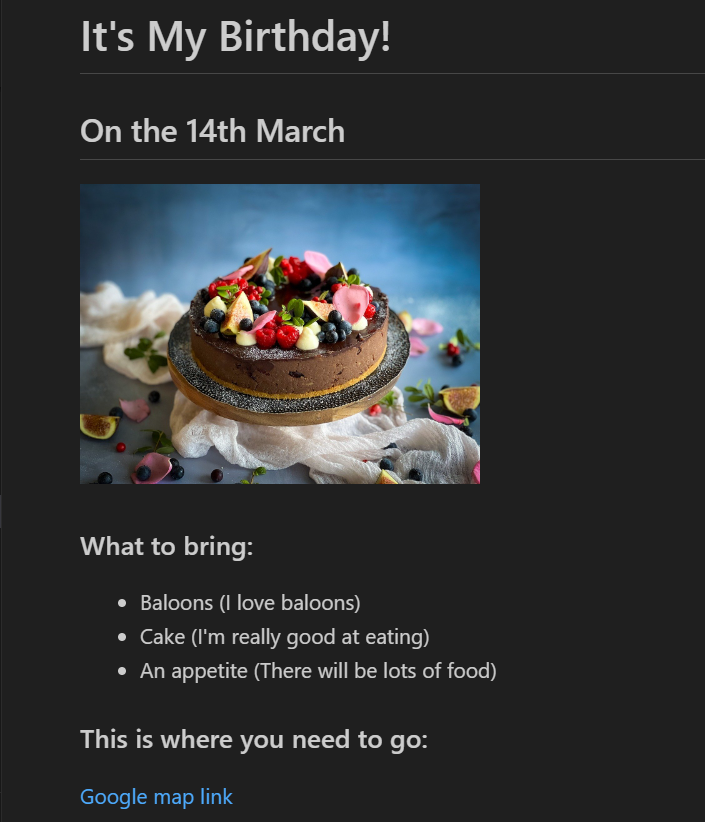 It's My Birthday!
On the 14th March
What to bring:
Baloons (I love baloons)
Cake (I'm really good at eating)
An appetite (There will be lots of food)
This is where you need to go:
Google map link